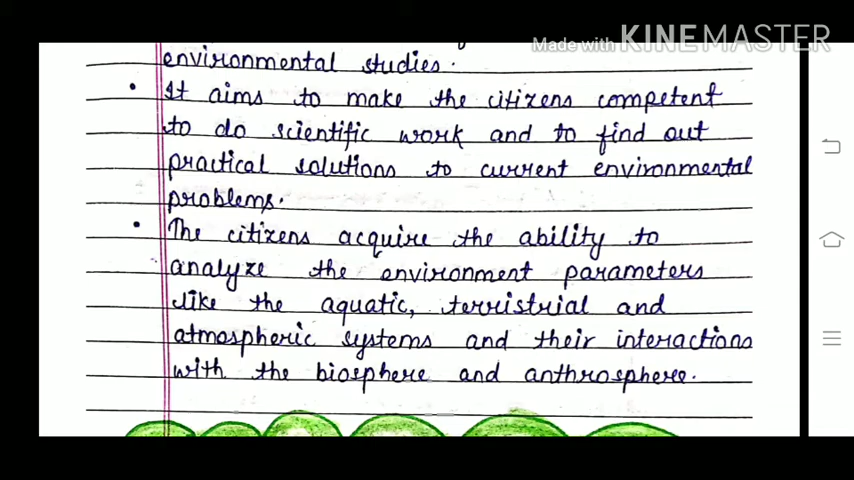 Made with KINEMASTER
environmental studies.
• It aims to make the citizens competent
to do scientific work and to find out
practical solutions to current environmental
problems.
• The citizens acquire the ability to
analyze the environment parameters
like the aquatic, terristrial and
atmospheric systems and their interactions
with the biosphere and anthrosphere.